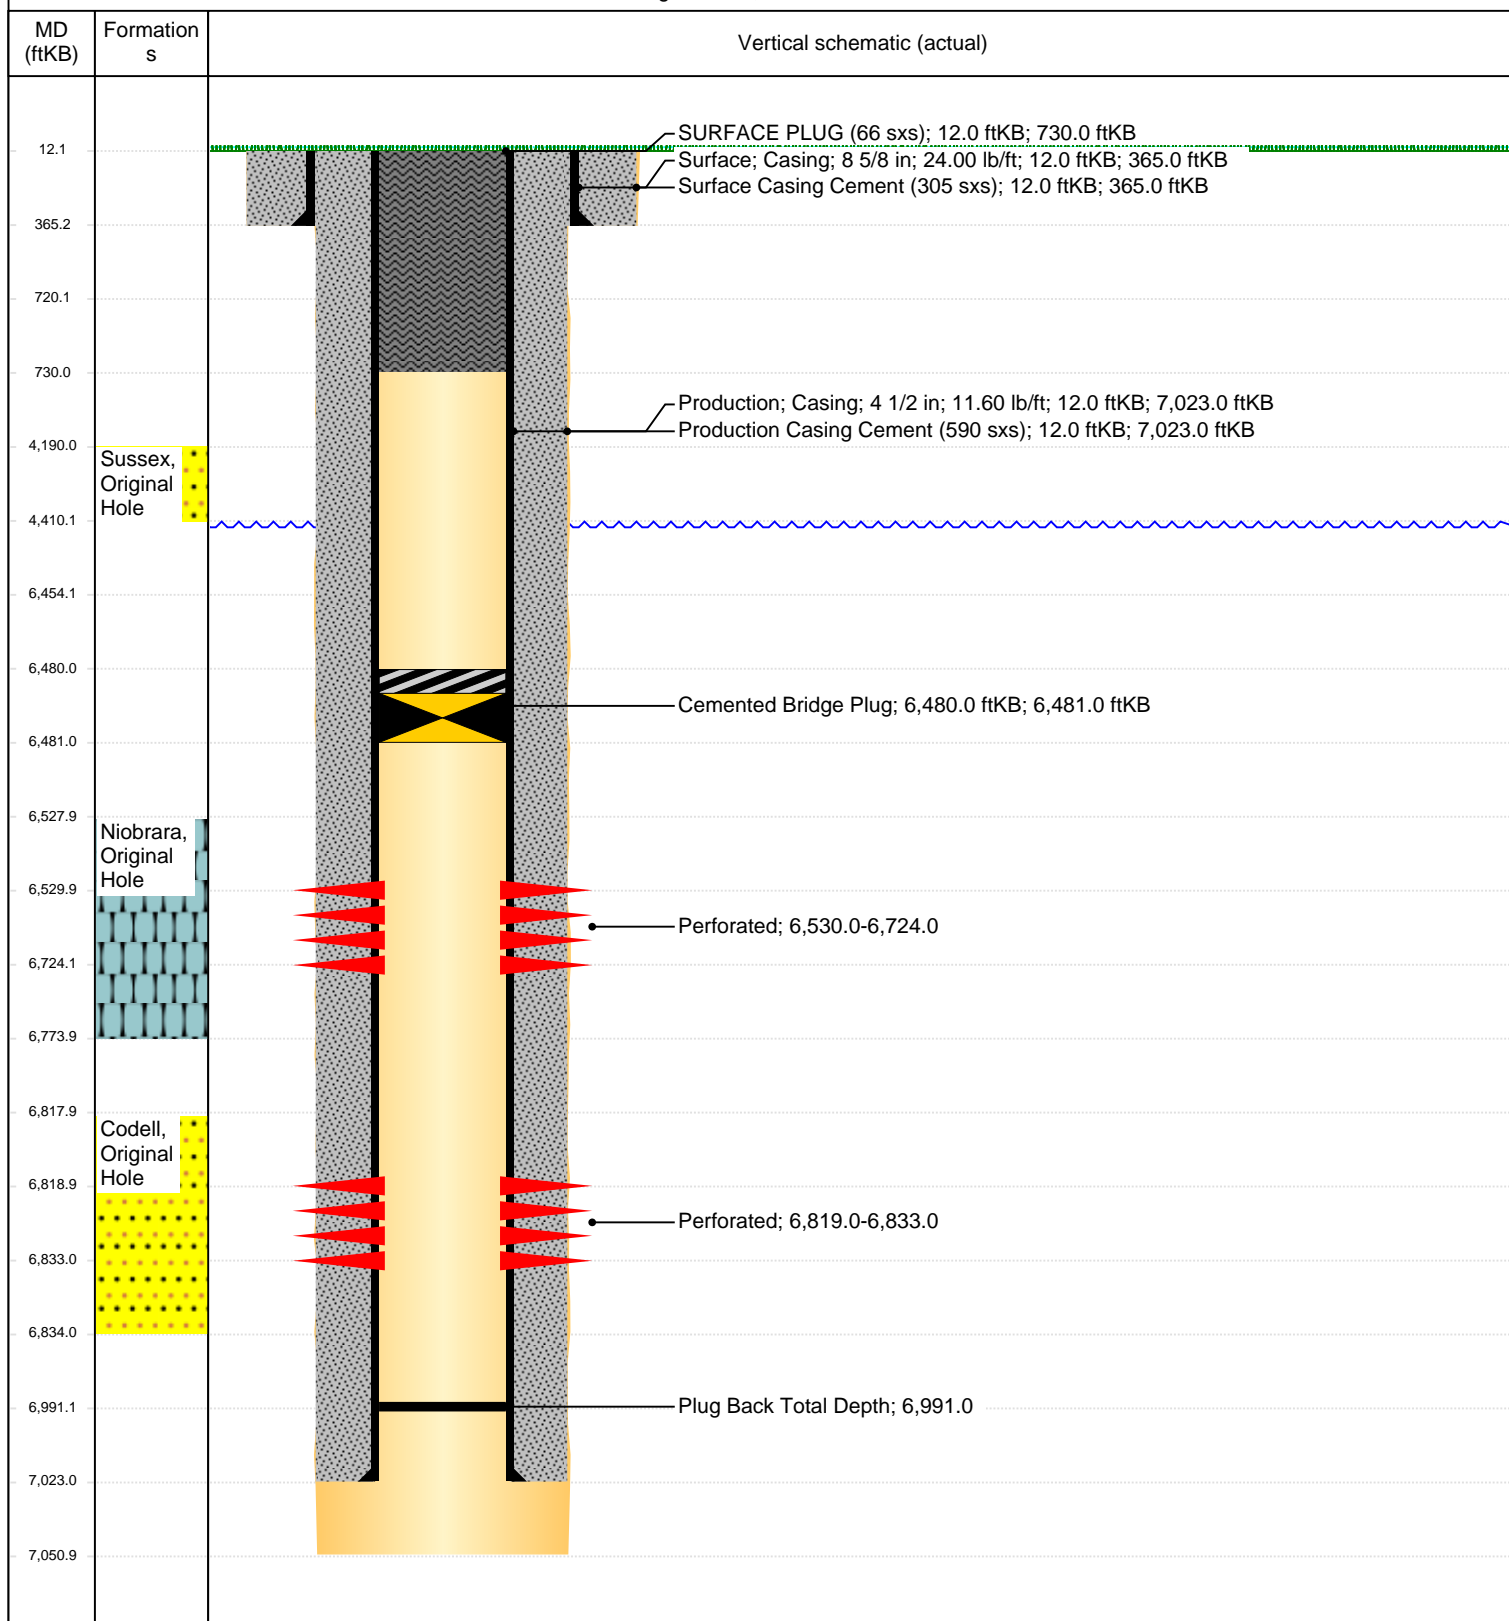 MD (ftKB)
Formation s
Vertical schematic (actual)
12.1
SURFACE PLUG (66 sxs); 12.0 ftKB; 730.0 ftKB
Surface; Casing; 8 5/8 in; 24.00 lb/ft; 12.0 ftKB; 365.0 ftKB
Surface Casing Cement (305 sxs); 12.0 ftKB; 365.0 ftKB
365.2
720.1
730.0
Production; Casing; 4 1/2 in; 11.60 lb/ft; 12.0 ftKB; 7,023.0 ftKB
Production Casing Cement (590 sxs); 12.0 ftKB; 7,023.0 ftKB
4,190.0
Sussex,
Original
Hole
4,410.1
6,454.1
6,480.0
Cemented Bridge Plug; 6,480.0 ftKB; 6,481.0 ftKB
6,481.0
6,527.9
Niobrara,
Original
Hole
6,529.9
Perforated; 6,530.0-6,724.0
6,724.1
6,773.9
6,817.9
Codell,
Original
Hole
6,818.9
Perforated; 6,819.0-6,833.0
6,833.0
6,834.0
6,991.1
Plug Back Total Depth; 6,991.0
7,023.0
7,050.9